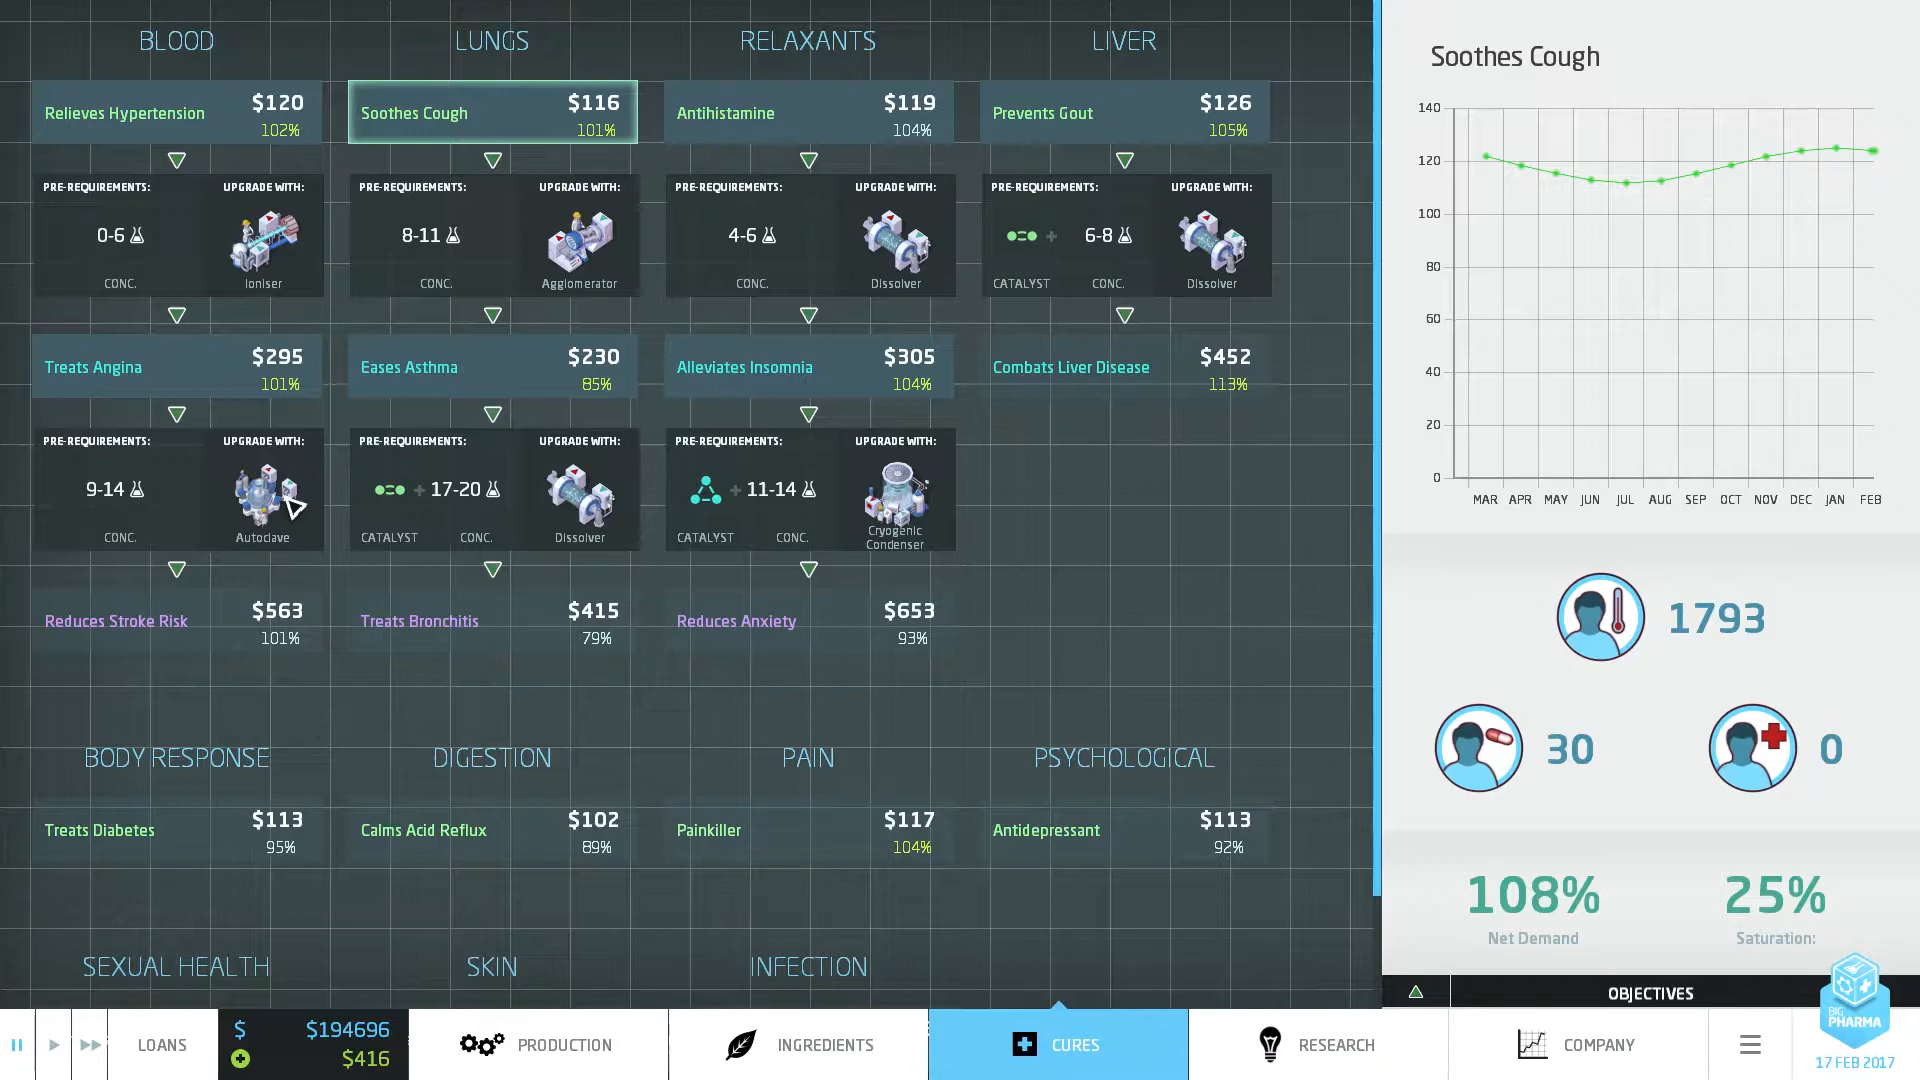 BLOOD
LUNGS
RELAXANTS
LIVER
Relieves Hypertension $120
102%
Soothes Cough $116
101%
Antihistamine $119
104%
Prevents Gout $126
105%
PRE-REQUIREMENTS: UPGRADE WITH:
0-6
CONC. Ioniser
PRE-REQUIREMENTS: UPGRADE WITH:
8-11
CONC. Agglomerator
PRE-REQUIREMENTS: UPGRADE WITH:
4-6
CONC. Dissolver
PRE-REQUIREMENTS: UPGRADE WITH:
+ 6-8
CATALYST CONC. Dissolver
Treats Angina $295
101%
Eases Asthma $230
85%
Alleviates Insomnia $305
104%
Combats Liver Disease $452
113%
PRE-REQUIREMENTS: UPGRADE WITH:
9-14
CONC. Autoclave
PRE-REQUIREMENTS: UPGRADE WITH:
+ 17-20
CATALYST CONC. Dissolver
PRE-REQUIREMENTS: UPGRADE WITH:
+ 11-14
CATALYST CONC. Cryogenic
Condenser
Reduces Stroke Risk $563
101%
Treats Bronchitis $415
79%
Reduces Anxiety $653
93%
BODY RESPONSE
DIGESTION
PAIN
PSYCHOLOGICAL
Treats Diabetes $113
95%
Calms Acid Reflux $102
89%
Painkiller $117
104%
Antidepressant $113
92%
SEXUAL HEALTH
SKIN
INFECTION
Soothes Cough
140
120
100
80
60
40
20
0
MAR APR MAY JUN JUL AUG SEP OCT NOV DEC JAN FEB
1793
30
0
108%
Net Demand
25%
Saturation:
OBJECTIVES
LOANS
$ $194696
$416
PRODUCTION
INGREDIENTS
CURES
RESEARCH
COMPANY
BIG
PHARMA
17 FEB 2017